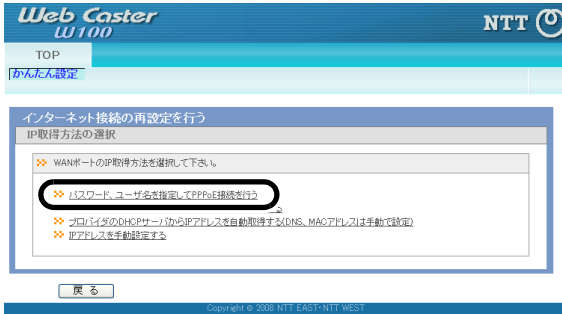 Web Caster
W100
NTT
TOP
かんたん設定
インターネット接続の再設定を行う
IP取得方法の選択
WANポートのIP取得方法を選択して下さい。
パスワード、ユーザ名を指定してPPPoE接続を行う
プロバイダのDHCPサーバからIPアドレスを自動取得する(DNS、MACアドレスは手動で設定)
IPアドレスを手動設定する
戻る
Copyright © 2008 NTT EAST・NTT WEST